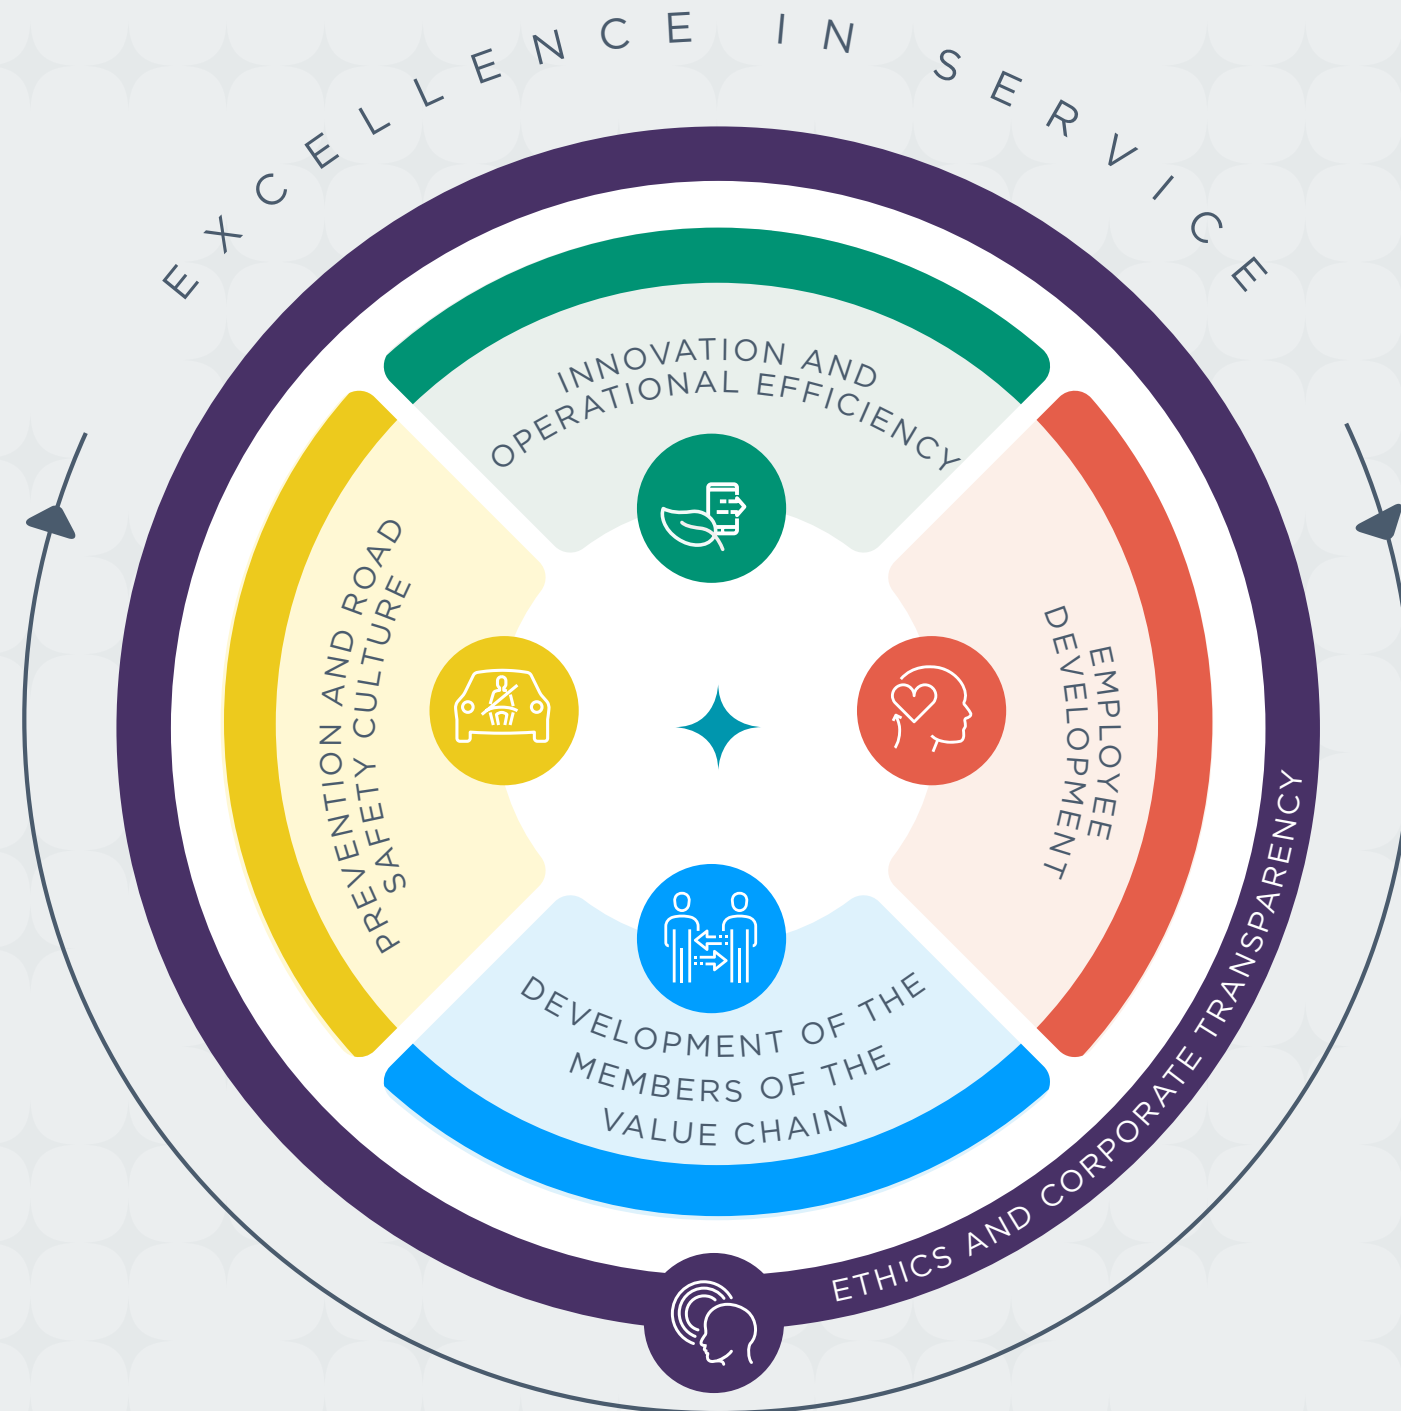 EXCELLENCE IN SERVICE
INNOVATION AND
OPERATIONAL EFFICIENCY
PREVENTION AND ROAD
SAFETY CULTURE
EMPLOYEE
DEVELOPMENT
DEVELOPMENT OF THE
MEMBERS OF THE
VALUE CHAIN
ETHICS AND CORPORATE TRANSPARENCY